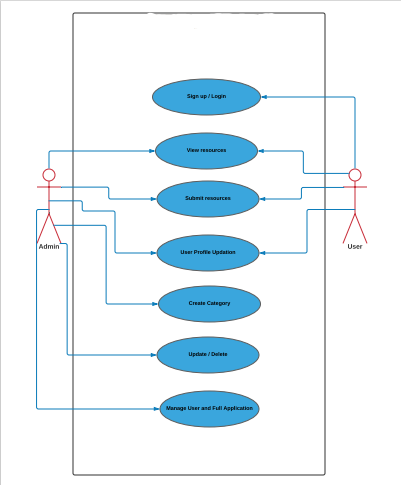 Sign up / Login
View resources
Submit resources
Admin
User
User Profile Updation
Create Category
Update / Delete
Manage User and Full Application